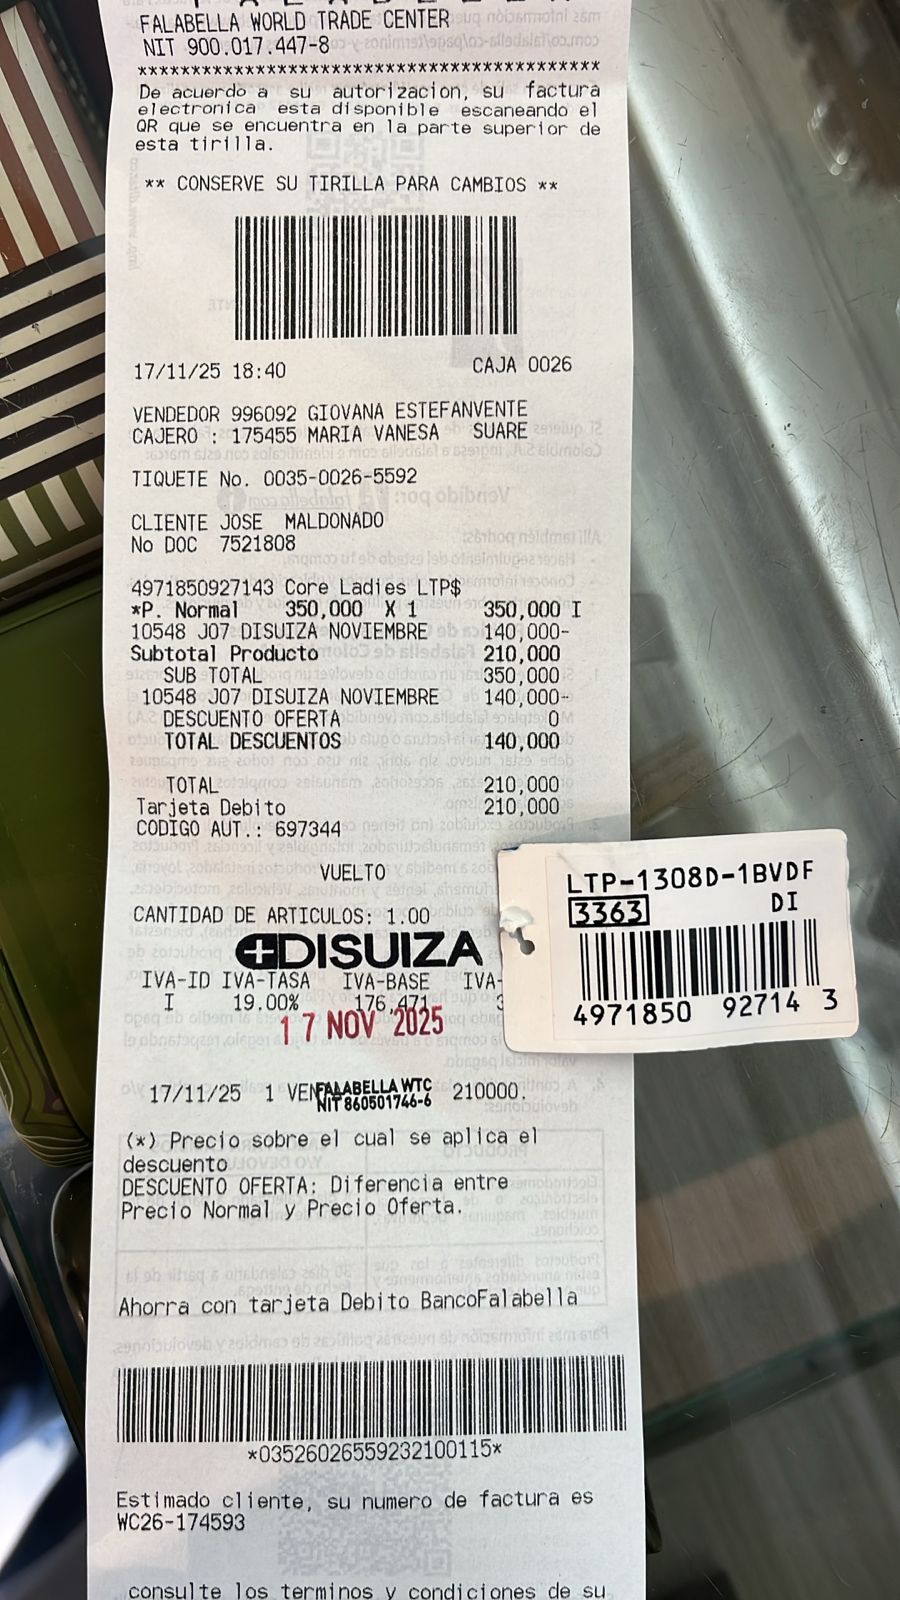 FALABELLA WORLD TRADE CENTER
NIT 900.017.447-8
*******************************************
De acuerdo a su autorizacion, su factura
electronica esta disponible escaneando el
QR que se encuentra en la parte superior de
esta tirilla.
** CONSERVE SU TIRILLA PARA CAMBIOS **
17/11/25 18:40 CAJA 0026
VENDEDOR 996092 GIOVANA ESTEFANVENTE
CAJERO : 175455 MARIA VANESA SUARE
TIQUETE No. 0035-0026-5592
CLIENTE JOSE MALDONADO
No DOC 7521808
4971850927143 Core Ladies LTP$
*P. Normal 350,000 X 1 350,000 I
10548 J07 DISUIZA NOVIEMBRE 140,000-
Subtotal Producto 210,000
SUB TOTAL 350,000
10548 J07 DISUIZA NOVIEMBRE 140,000-
DESCUENTO OFERTA 0
TOTAL DESCUENTOS 140,000
TOTAL 210,000
Tarjeta Debito 210,000
CODIGO AUT.: 697344
VUELTO
CANTIDAD DE ARTICULOS: 1.00
DISUIZA
IVA-ID IVA-TASA IVA-BASE IVA-
I 19.00% 176,471
17 NOV 2025
17/11/25 1 VEN 210000.
FALABELLA WTC
NIT 860501746-6
(*) Precio sobre el cual se aplica el
descuento
DESCUENTO OFERTA: Diferencia entre
Precio Normal y Precio Oferta.
Ahorra con tarjeta Debito BancoFalabella
*03526026559232100115*
Estimado cliente, su numero de factura es
WC26-174593
consulte los terminos y condiciones de su
LTP-1308D-1BVDF
3363 DI
4971850 92714 3